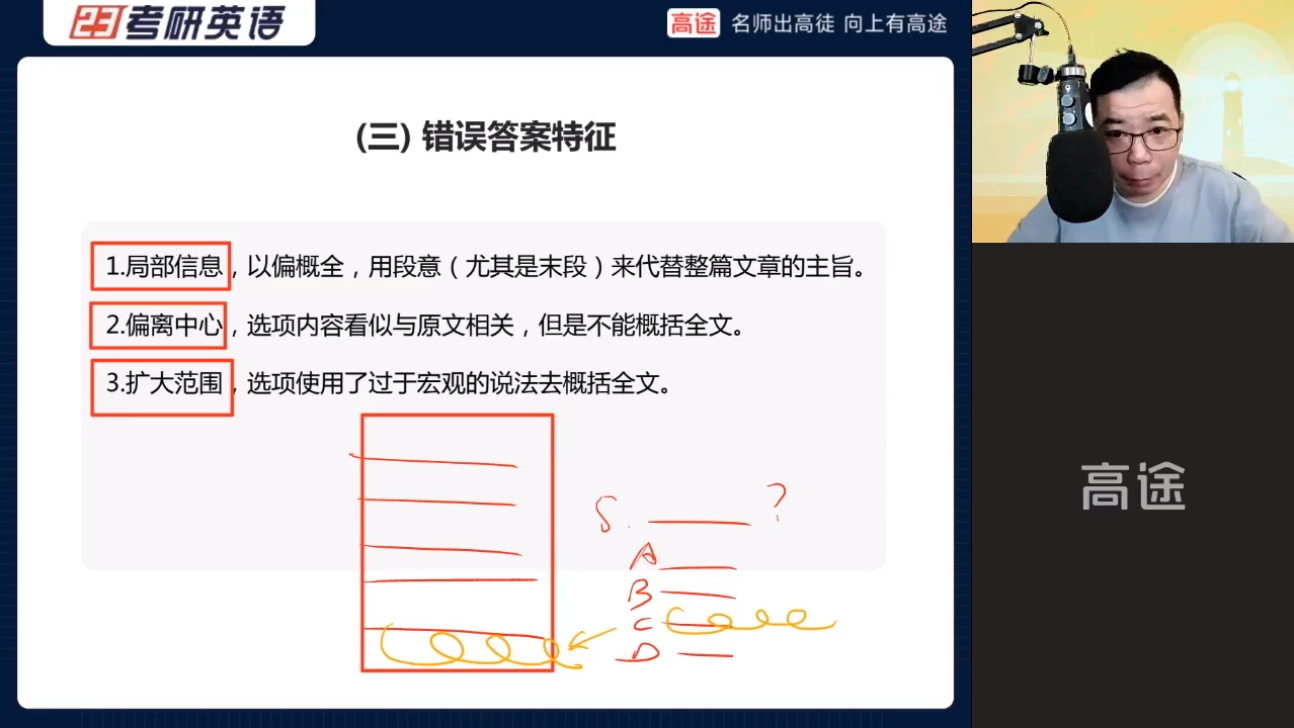 23考研英语
高途 名师出高徒 向上有高途
(三) 错误答案特征
1.局部信息，以偏概全，用段意（尤其是末段）来代替整篇文章的主旨。
2.偏离中心，选项内容看似与原文相关，但是不能概括全文。
3.扩大范围，选项使用了过于宏观的说法去概括全文。
5. ?
A
B
C
D
高途